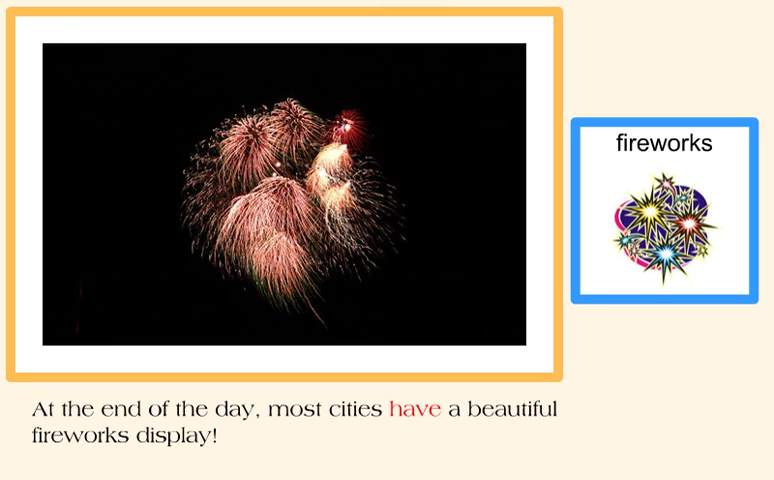 fireworks
At the end of the day, most cities have a beautiful
fireworks display!